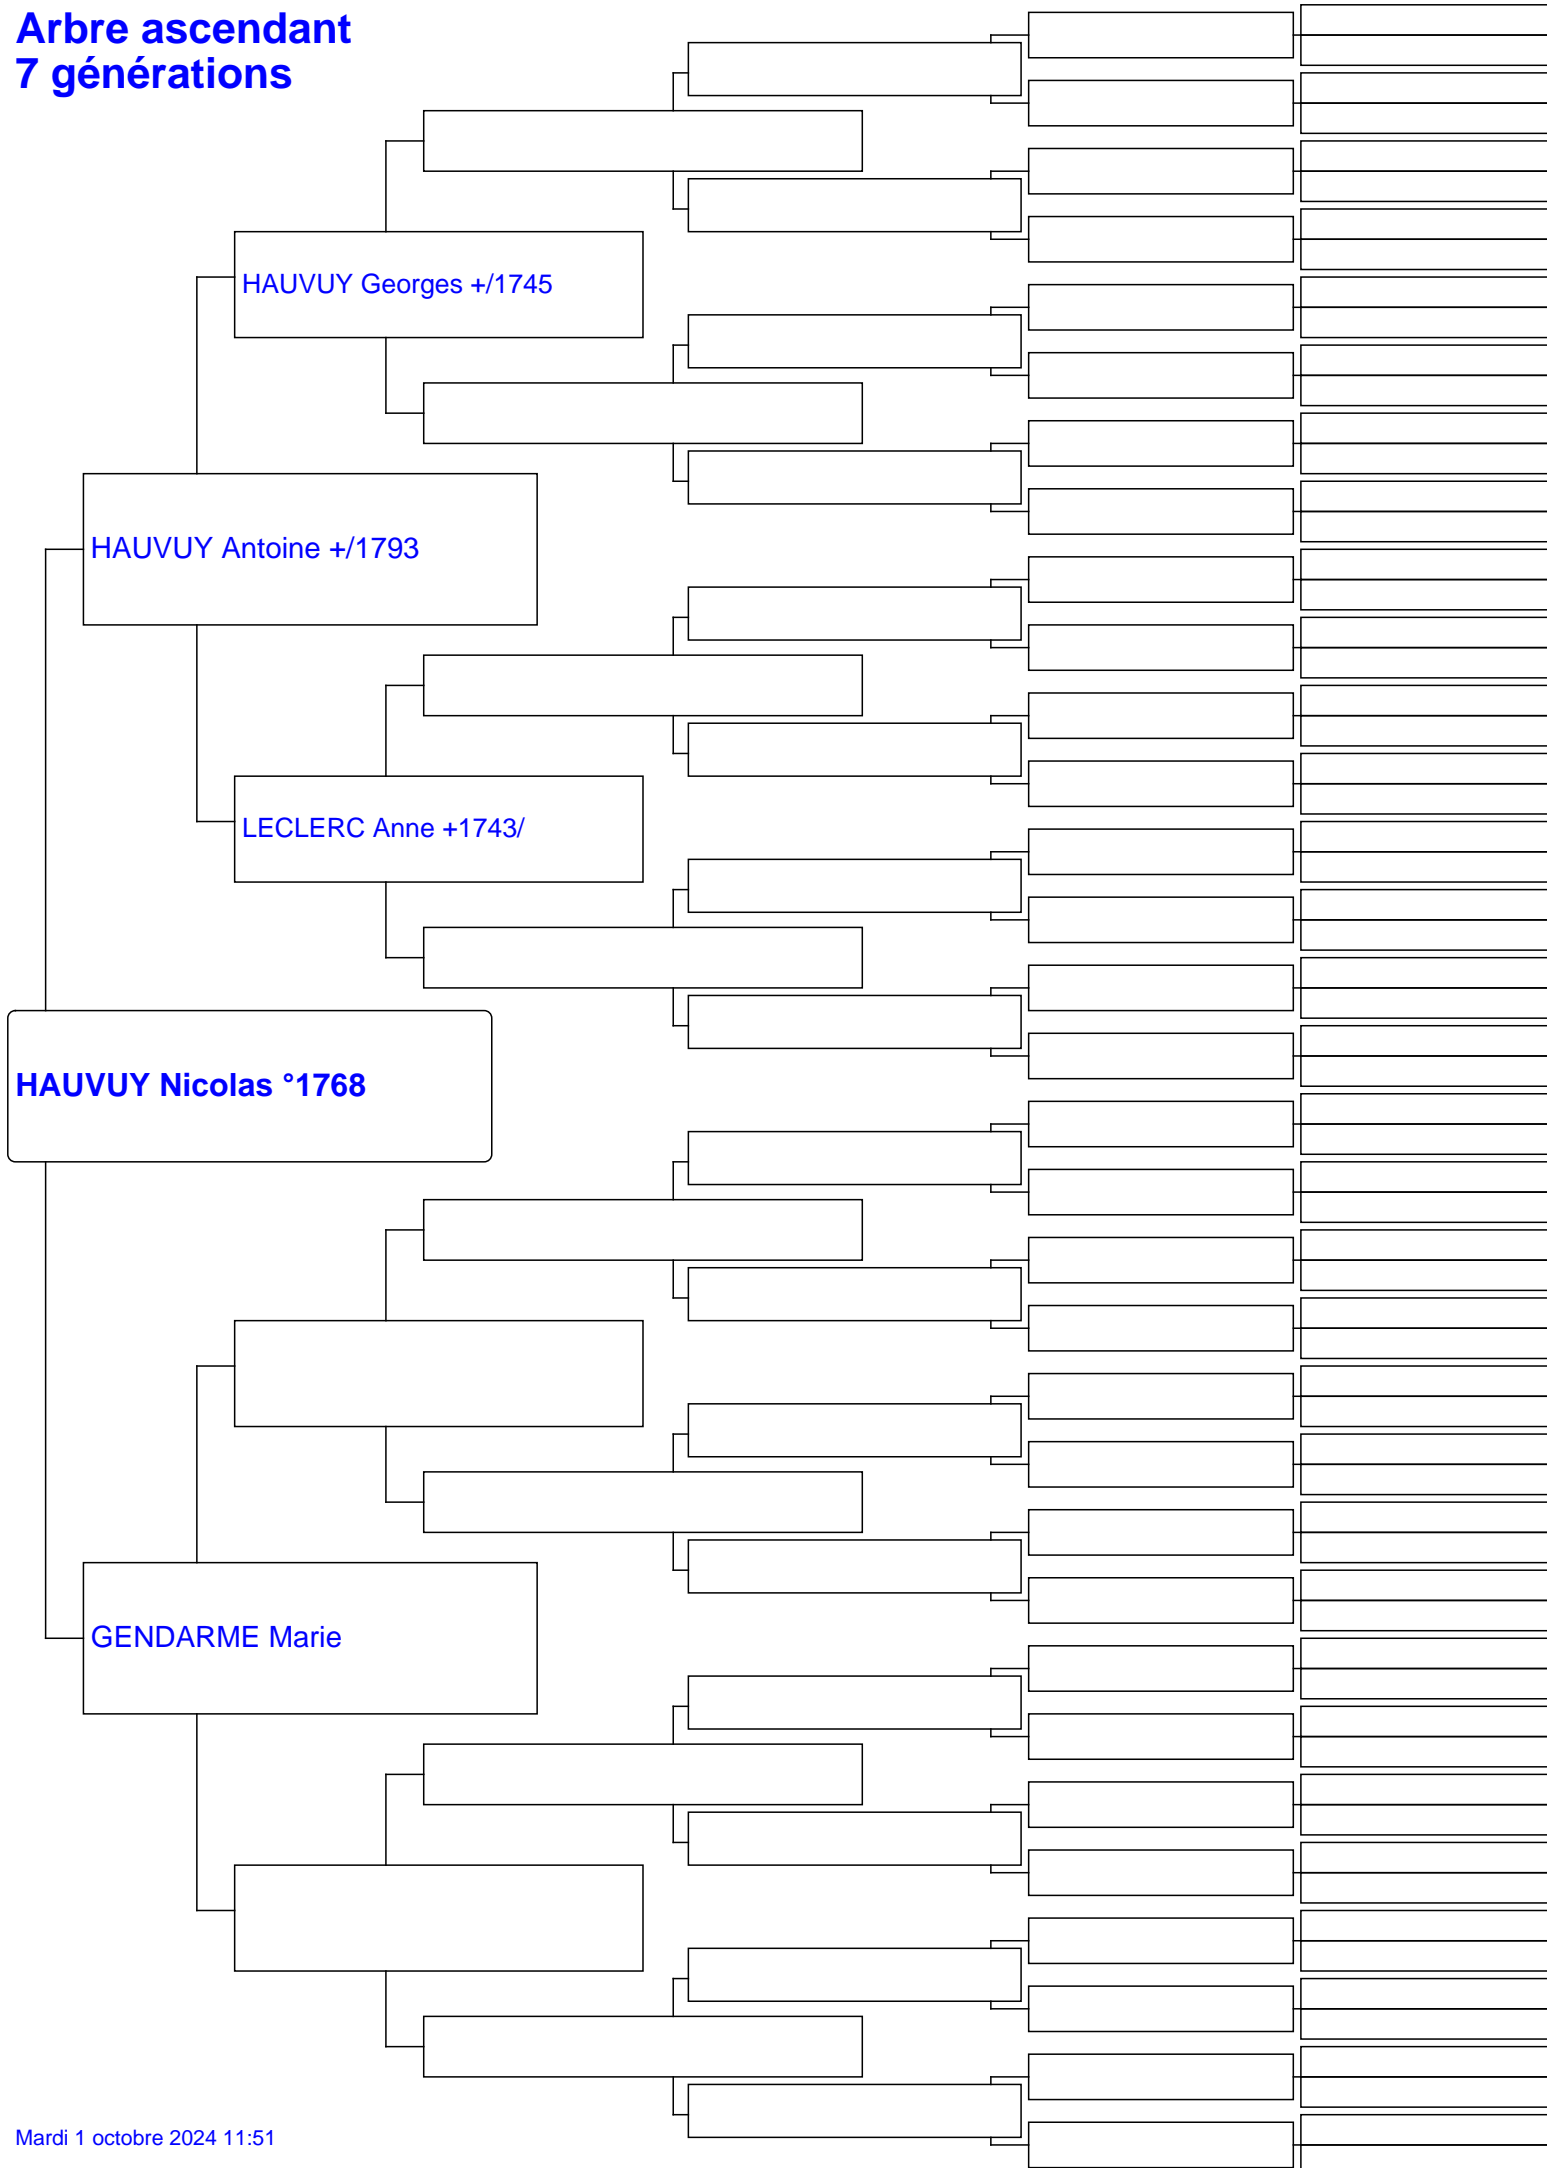 Arbre ascendant
7 générations
HAUVUY Georges +/1745
HAUVUY Antoine +/1793
LECLERC Anne +1743/
HAUVUY Nicolas °1768
GENDARME Marie
Mardi 1 octobre 2024 11:51